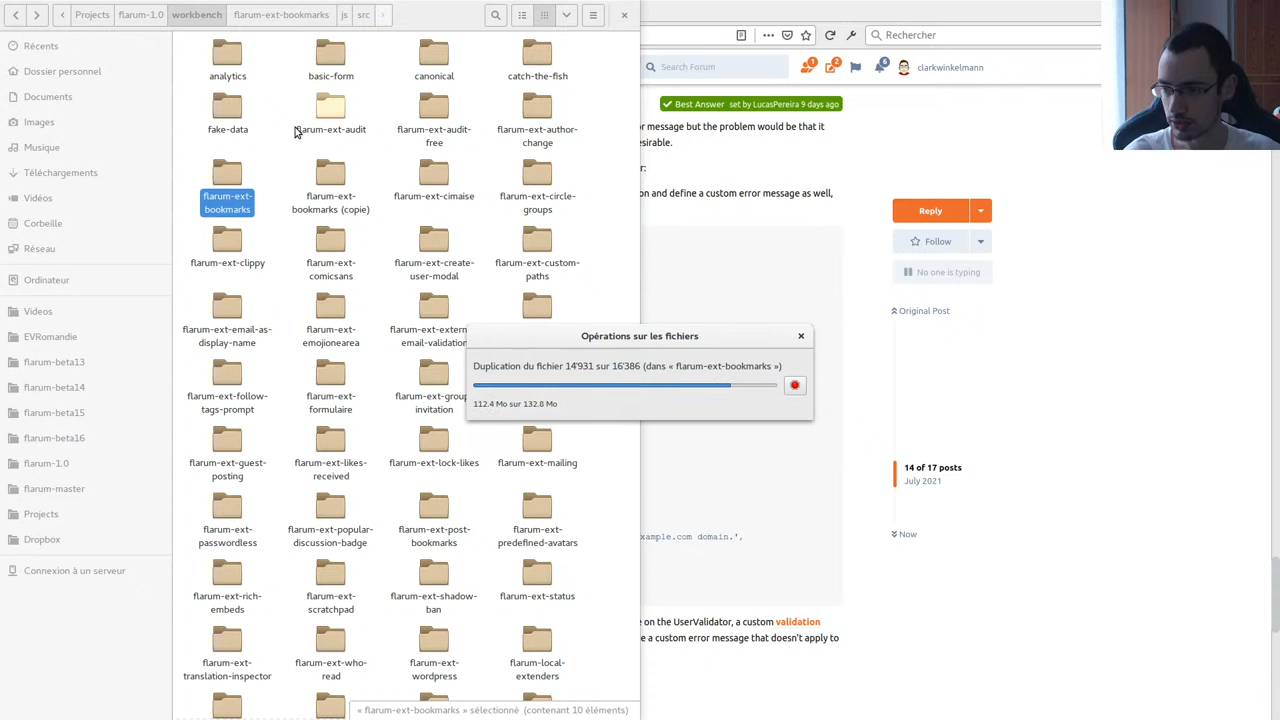 Projects
flarum-1.0
workbench
flarum-ext-bookmarks
js
src
Récents
Dossier personnel
Documents
Images
Musique
Téléchargements
Vidéos
Corbeille
Réseau
Ordinateur
Videos
EVRomandie
flarum-beta13
flarum-beta14
flarum-beta15
flarum-beta16
flarum-1.0
flarum-master
Projects
Dropbox
Connexion à un serveur
analytics
basic-form
canonical
catch-the-fish
fake-data
flarum-ext-audit
flarum-ext-audit-
free
flarum-ext-author-
change
flarum-ext-
bookmarks
flarum-ext-
bookmarks (copie)
flarum-ext-cimaise
flarum-ext-circle-
groups
flarum-ext-clippy
flarum-ext-
comicsans
flarum-ext-create-
user-modal
flarum-ext-custom-
paths
flarum-ext-email-as-
display-name
flarum-ext-
emojionearea
flarum-ext-extern
email-validation
flarum-ext-follow-
tags-prompt
flarum-ext-
formulaire
flarum-ext-group
invitation
flarum-ext-guest-
posting
flarum-ext-likes-
received
flarum-ext-lock-likes
flarum-ext-mailing
flarum-ext-
passwordless
flarum-ext-popular-
discussion-badge
flarum-ext-post-
bookmarks
flarum-ext-
predefined-avatars
flarum-ext-rich-
embeds
flarum-ext-
scratchpad
flarum-ext-shadow-
ban
flarum-ext-status
flarum-ext-
translation-inspector
flarum-ext-who-
read
flarum-ext-
wordpress
flarum-local-
extenders
« flarum-ext-bookmarks » sélectionné (contenant 10 éléments)
Opérations sur les fichiers
Duplication du fichier 14'931 sur 16'386 (dans « flarum-ext-bookmarks »)
112.4 Mo sur 132.8 Mo
Rechercher
Search Forum
1
2
6
clarkwinkelmann
Best Answer set by LucasPereira 9 days ago
or message but the problem would be that it
esirable.
r:
on and define a custom error message as well,
xample.com domain.',
e on the UserValidator, a custom validation
e a custom error message that doesn't apply to
Reply
Follow
No one is typing
Original Post
14 of 17 posts
July 2021
Now